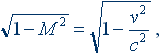 √(1 − M²) = √(1 − v²/c²) ,